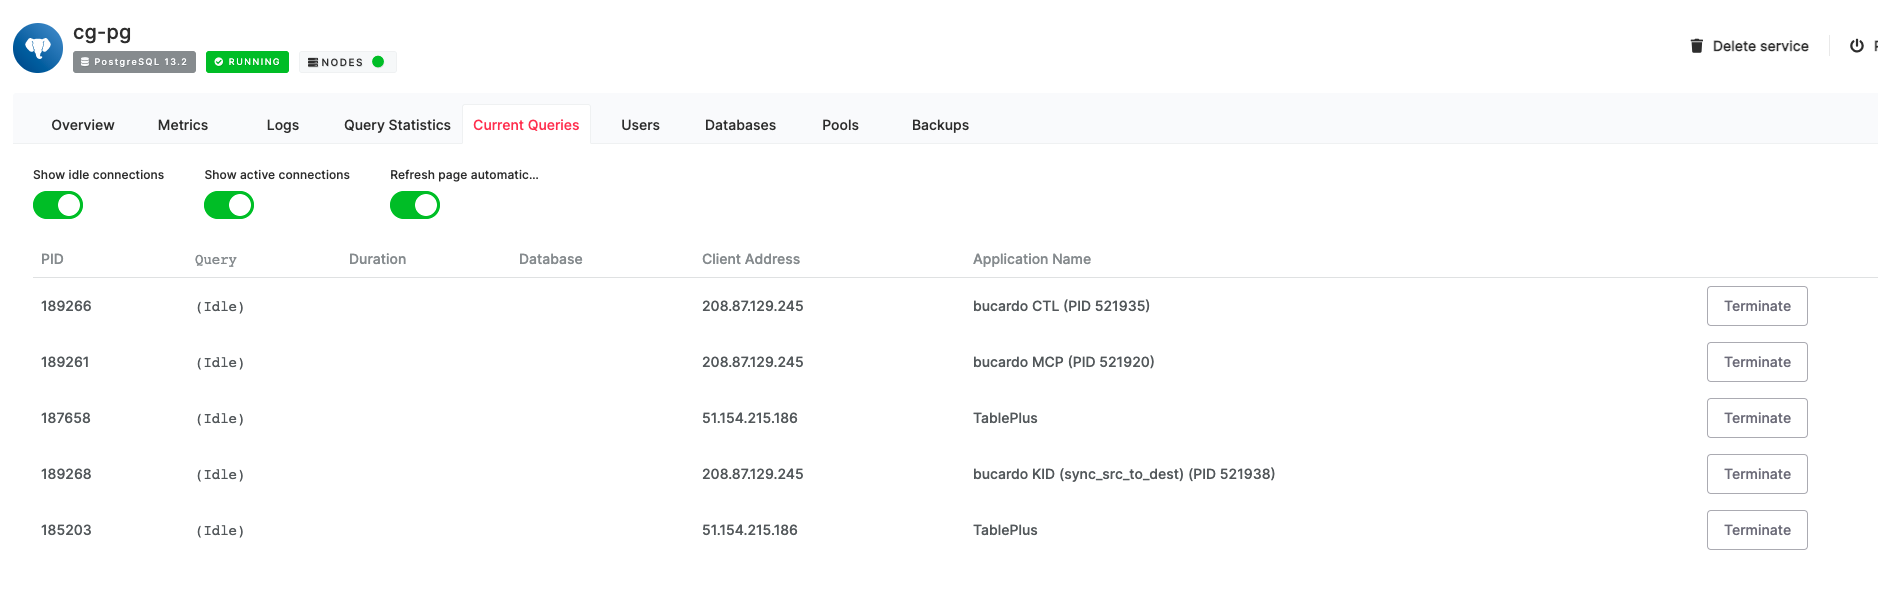 cg-pg
PostgreSQL 13.2 RUNNING NODES
Delete service
Overview Metrics Logs Query Statistics Current Queries Users Databases Pools Backups
Show idle connections Show active connections Refresh page automatic...
PID Query Duration Database Client Address Application Name
189266 (Idle) 208.87.129.245 bucardo CTL (PID 521935) Terminate
189261 (Idle) 208.87.129.245 bucardo MCP (PID 521920) Terminate
187658 (Idle) 51.154.215.186 TablePlus Terminate
189268 (Idle) 208.87.129.245 bucardo KID (sync_src_to_dest) (PID 521938) Terminate
185203 (Idle) 51.154.215.186 TablePlus Terminate